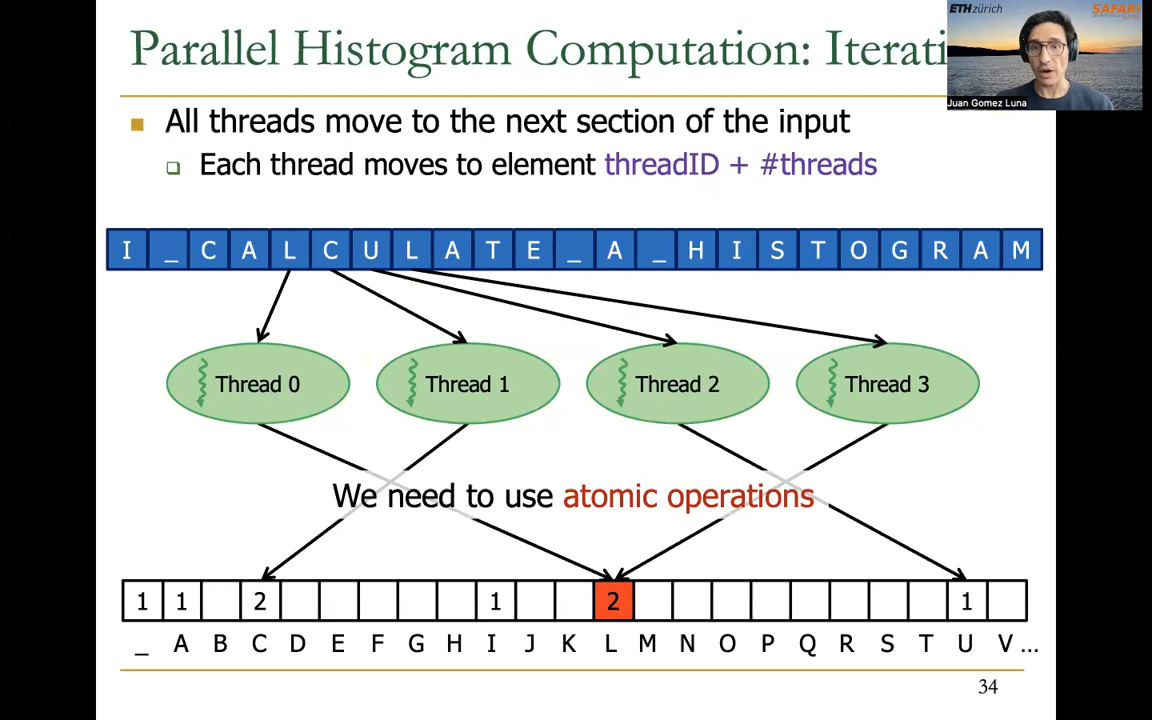 Parallel Histogram Computation: Iterati
ETH zürich
SAFARI
Juan Gomez Luna
All threads move to the next section of the input
Each thread moves to element threadID + #threads
I _ C A L C U L A T E _ A _ H I S T O G R A M
Thread 0 Thread 1 Thread 2 Thread 3
We need to use atomic operations
1 1 2 1 2 1
_ A B C D E F G H I J K L M N O P Q R S T U V...
34